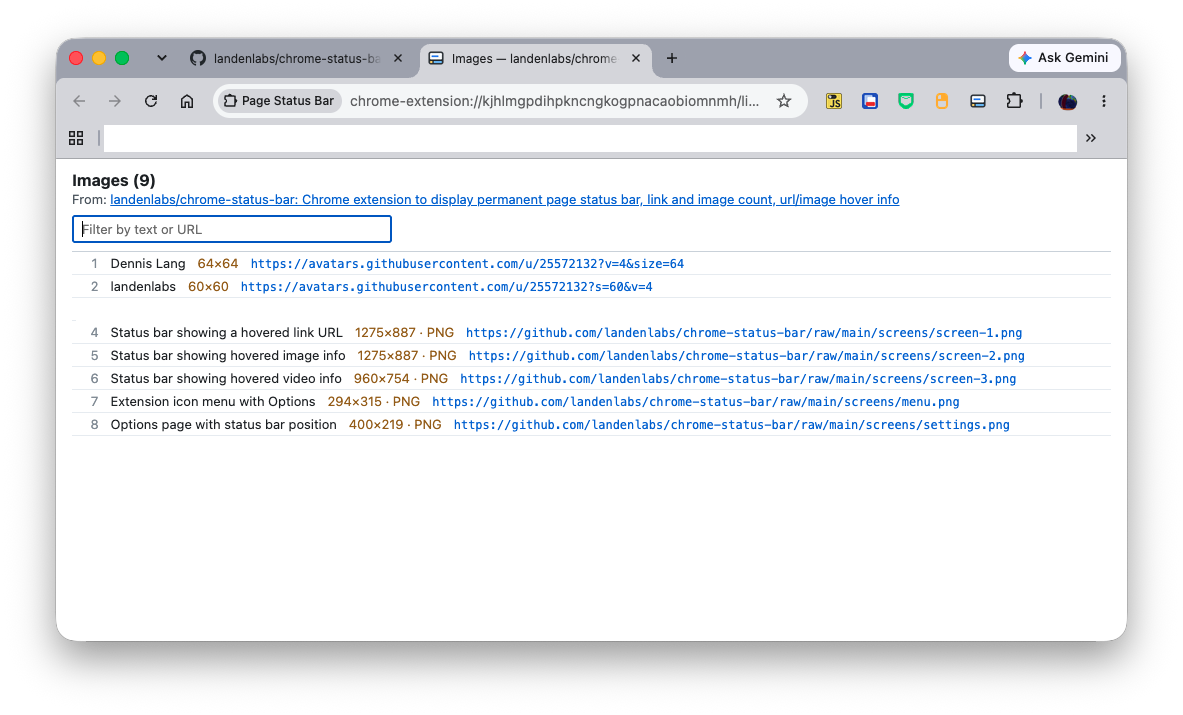 landenlabs/chrome-status-ba
Images — landenlabs/chrome
Ask Gemini
Page Status Bar
chrome-extension://kjhlmgpdihpkncngkogpnacaobiomnmh/li...
JS
Images (9)
From: landenlabs/chrome-status-bar: Chrome extension to display permanent page status bar, link and image count, url/image hover info
Filter by text or URL
1 Dennis Lang 64×64 https://avatars.githubusercontent.com/u/25572132?v=4&size=64
2 landenlabs 60×60 https://avatars.githubusercontent.com/u/25572132?s=60&v=4
4 Status bar showing a hovered link URL 1275×887 · PNG https://github.com/landenlabs/chrome-status-bar/raw/main/screens/screen-1.png
5 Status bar showing hovered image info 1275×887 · PNG https://github.com/landenlabs/chrome-status-bar/raw/main/screens/screen-2.png
6 Status bar showing hovered video info 960×754 · PNG https://github.com/landenlabs/chrome-status-bar/raw/main/screens/screen-3.png
7 Extension icon menu with Options 294×315 · PNG https://github.com/landenlabs/chrome-status-bar/raw/main/screens/menu.png
8 Options page with status bar position 400×219 · PNG https://github.com/landenlabs/chrome-status-bar/raw/main/screens/settings.png